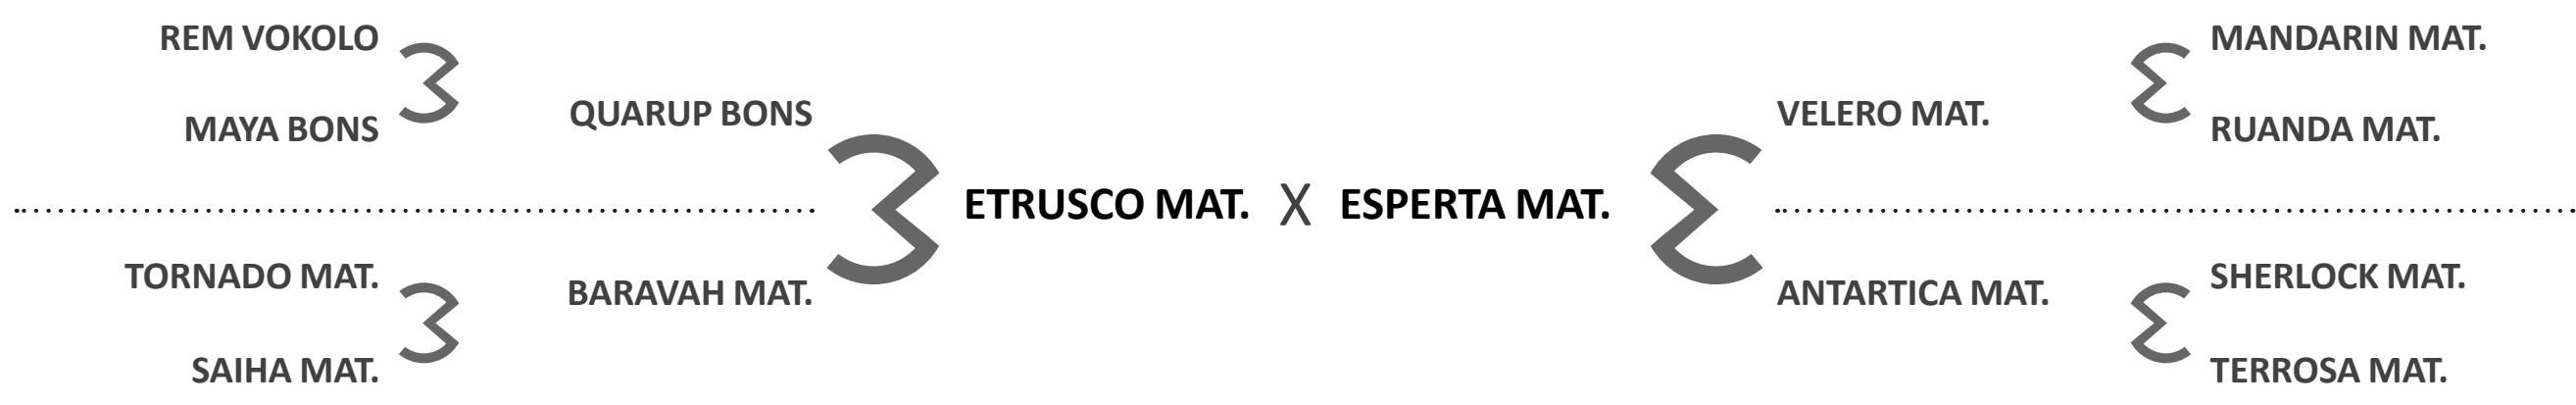 REM VOKOLO
MAYA BONS
QUARUP BONS
TORNADO MAT.
SAIHA MAT.
BARAVAH MAT.
ETRUSCO MAT. X ESPERTA MAT.
VELERO MAT.
MANDARIN MAT.
RUANDA MAT.
ANTARTICA MAT.
SHERLOCK MAT.
TERROSA MAT.